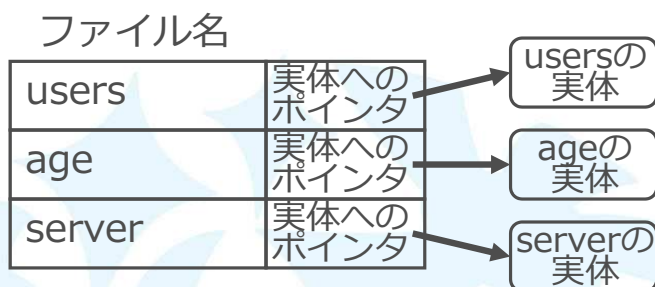 ファイル名
users
実体への
ポインタ
usersの
実体
age
実体への
ポインタ
ageの
実体
server
実体への
ポインタ
serverの
実体